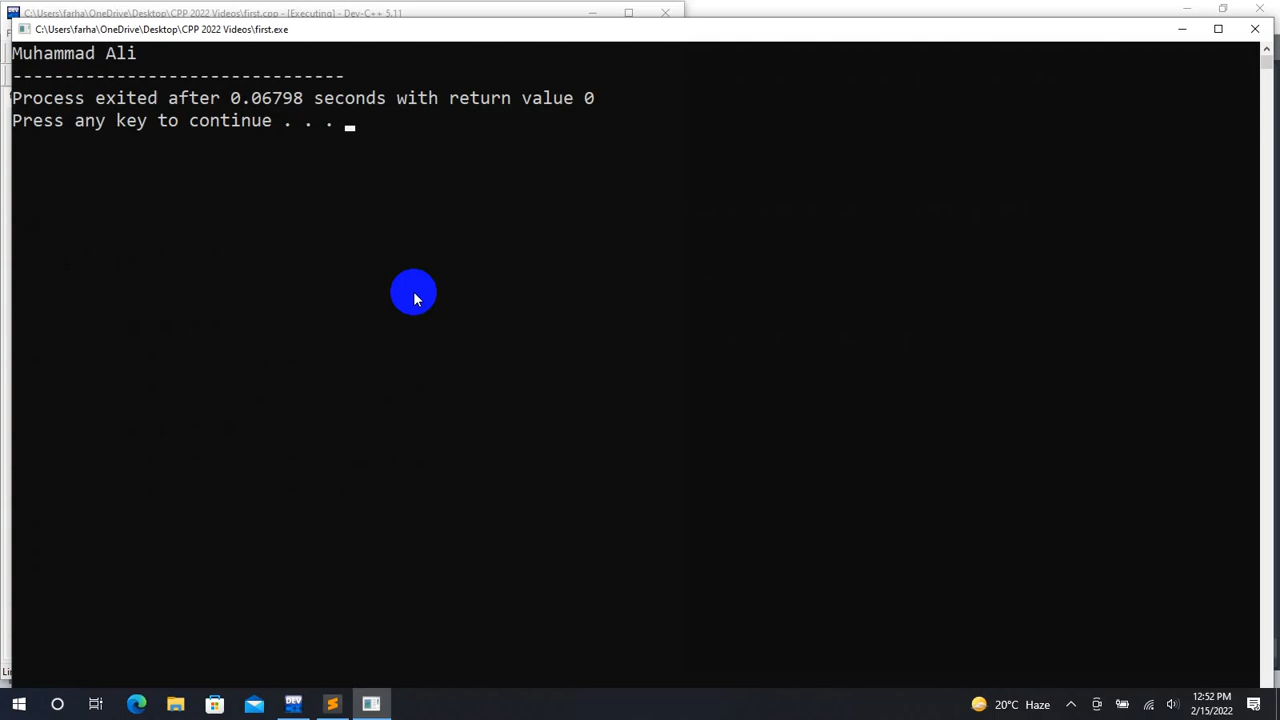 C:\Users\farha\OneDrive\Desktop\CPP 2022 Videos\first.cpp - [Executing] - Dev-C++ 5.11
C:\Users\farha\OneDrive\Desktop\CPP 2022 Videos\first.exe
Muhammad Ali
--------------------------------
Process exited after 0.06798 seconds with return value 0
Press any key to continue . . .
DEV
20°C Haze
12:52 PM
2/15/2022